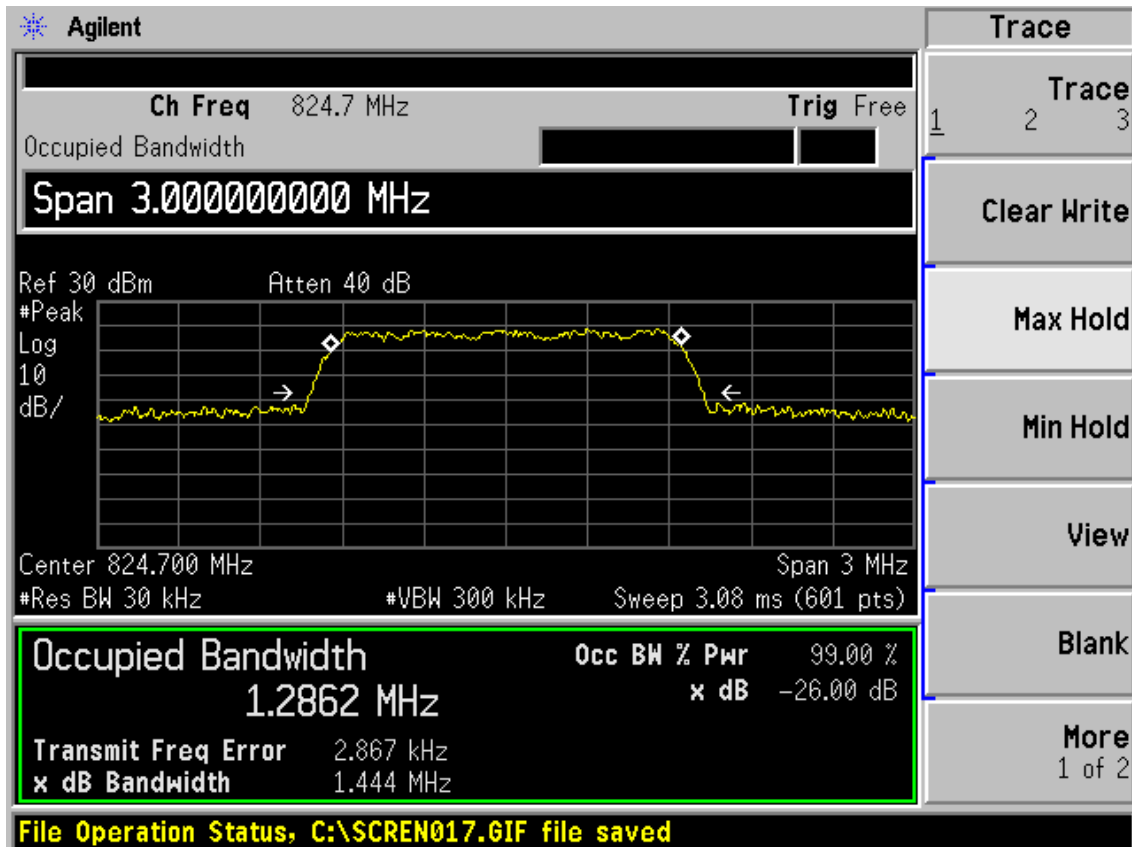 Agilent
Trace
Ch Freq 824.7 MHz Trig Free
Occupied Bandwidth
Span 3.000000000 MHz
Ref 30 dBm Atten 40 dB
#Peak
Log
10
dB/
Center 824.700 MHz Span 3 MHz
#Res BW 30 kHz #VBW 300 kHz Sweep 3.08 ms (601 pts)
Occupied Bandwidth Occ BW % Pwr 99.00 %
1.2862 MHz x dB -26.00 dB
Transmit Freq Error 2.867 kHz
x dB Bandwidth 1.444 MHz
File Operation Status, C:\SCREN017.GIF file saved
Trace
1 2 3
Clear Write
Max Hold
Min Hold
View
Blank
More
1 of 2